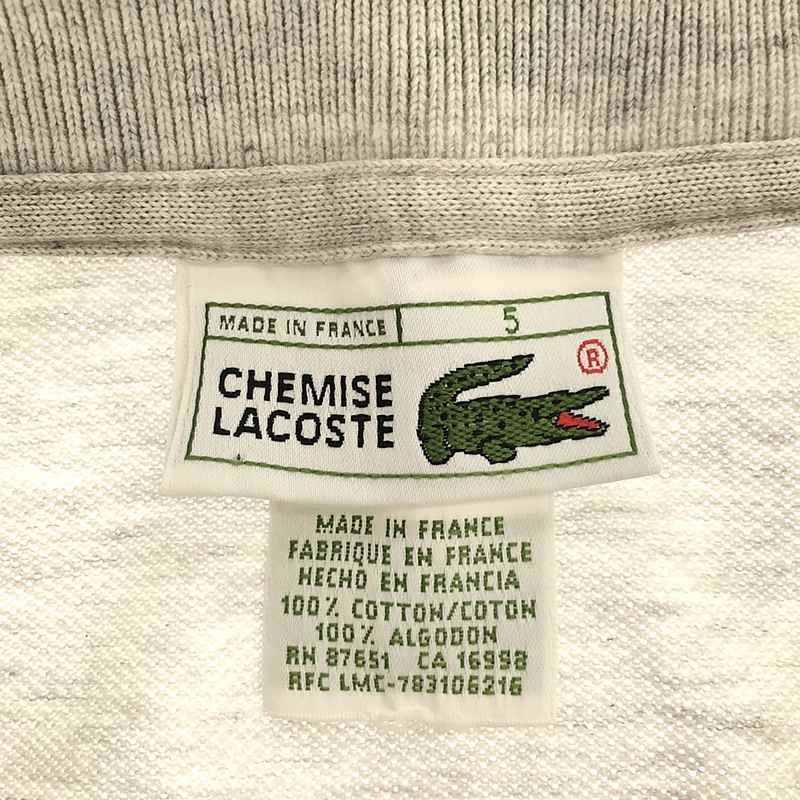 MADE IN FRANCE 5
®
CHEMISE
LACOSTE
MADE IN FRANCE
FABRIQUE EN FRANCE
HECHO EN FRANCIA
100% COTTON/COTON
100% ALGODON
RN 87651 CA 16998
RFC LMC-783106216